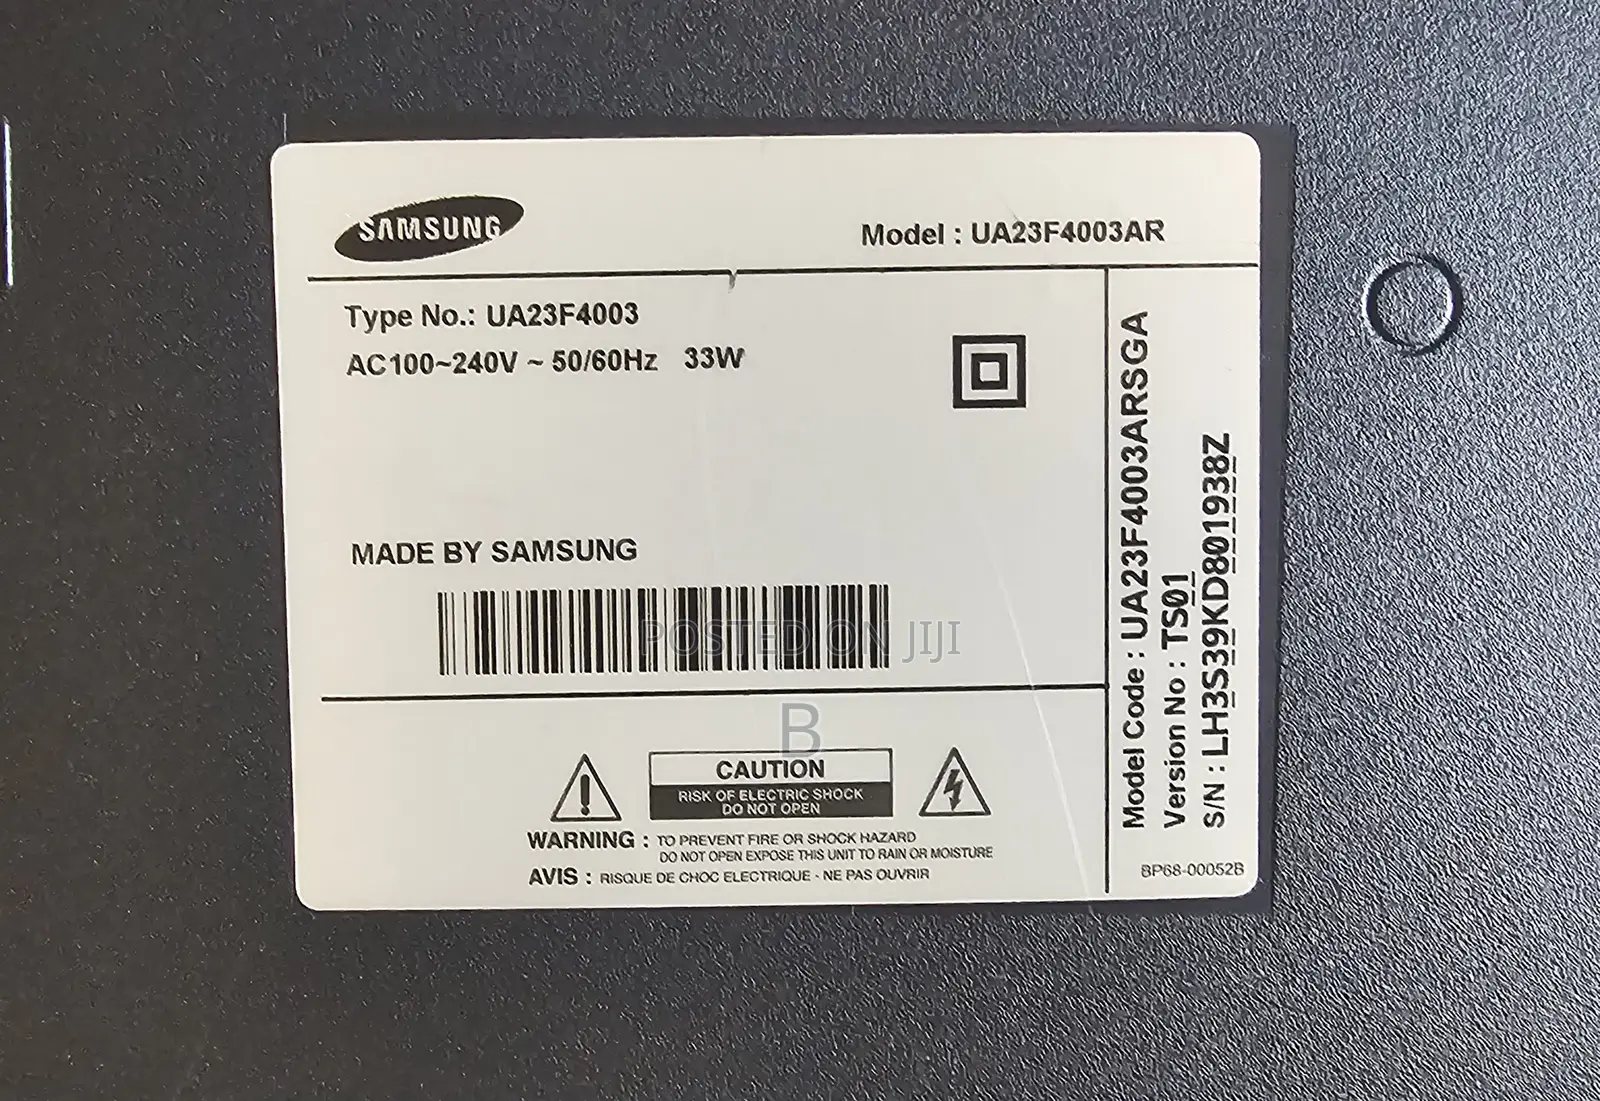 SAMSUNG
Model : UA23F4003AR
Type No.: UA23F4003
AC100~240V ~ 50/60Hz 33W
MADE BY SAMSUNG
POSTED ON JIJI
B
CAUTION
RISK OF ELECTRIC SHOCK
DO NOT OPEN
WARNING : TO PREVENT FIRE OR SHOCK HAZARD
DO NOT OPEN EXPOSE THIS UNIT TO RAIN OR MOISTURE
AVIS : RISQUE DE CHOC ELECTRIQUE - NE PAS OUVRIR
Model Code : UA23F4003ARSGA
Version No : TS01
S/N : LH3S39KD801938Z
BP68-00052B